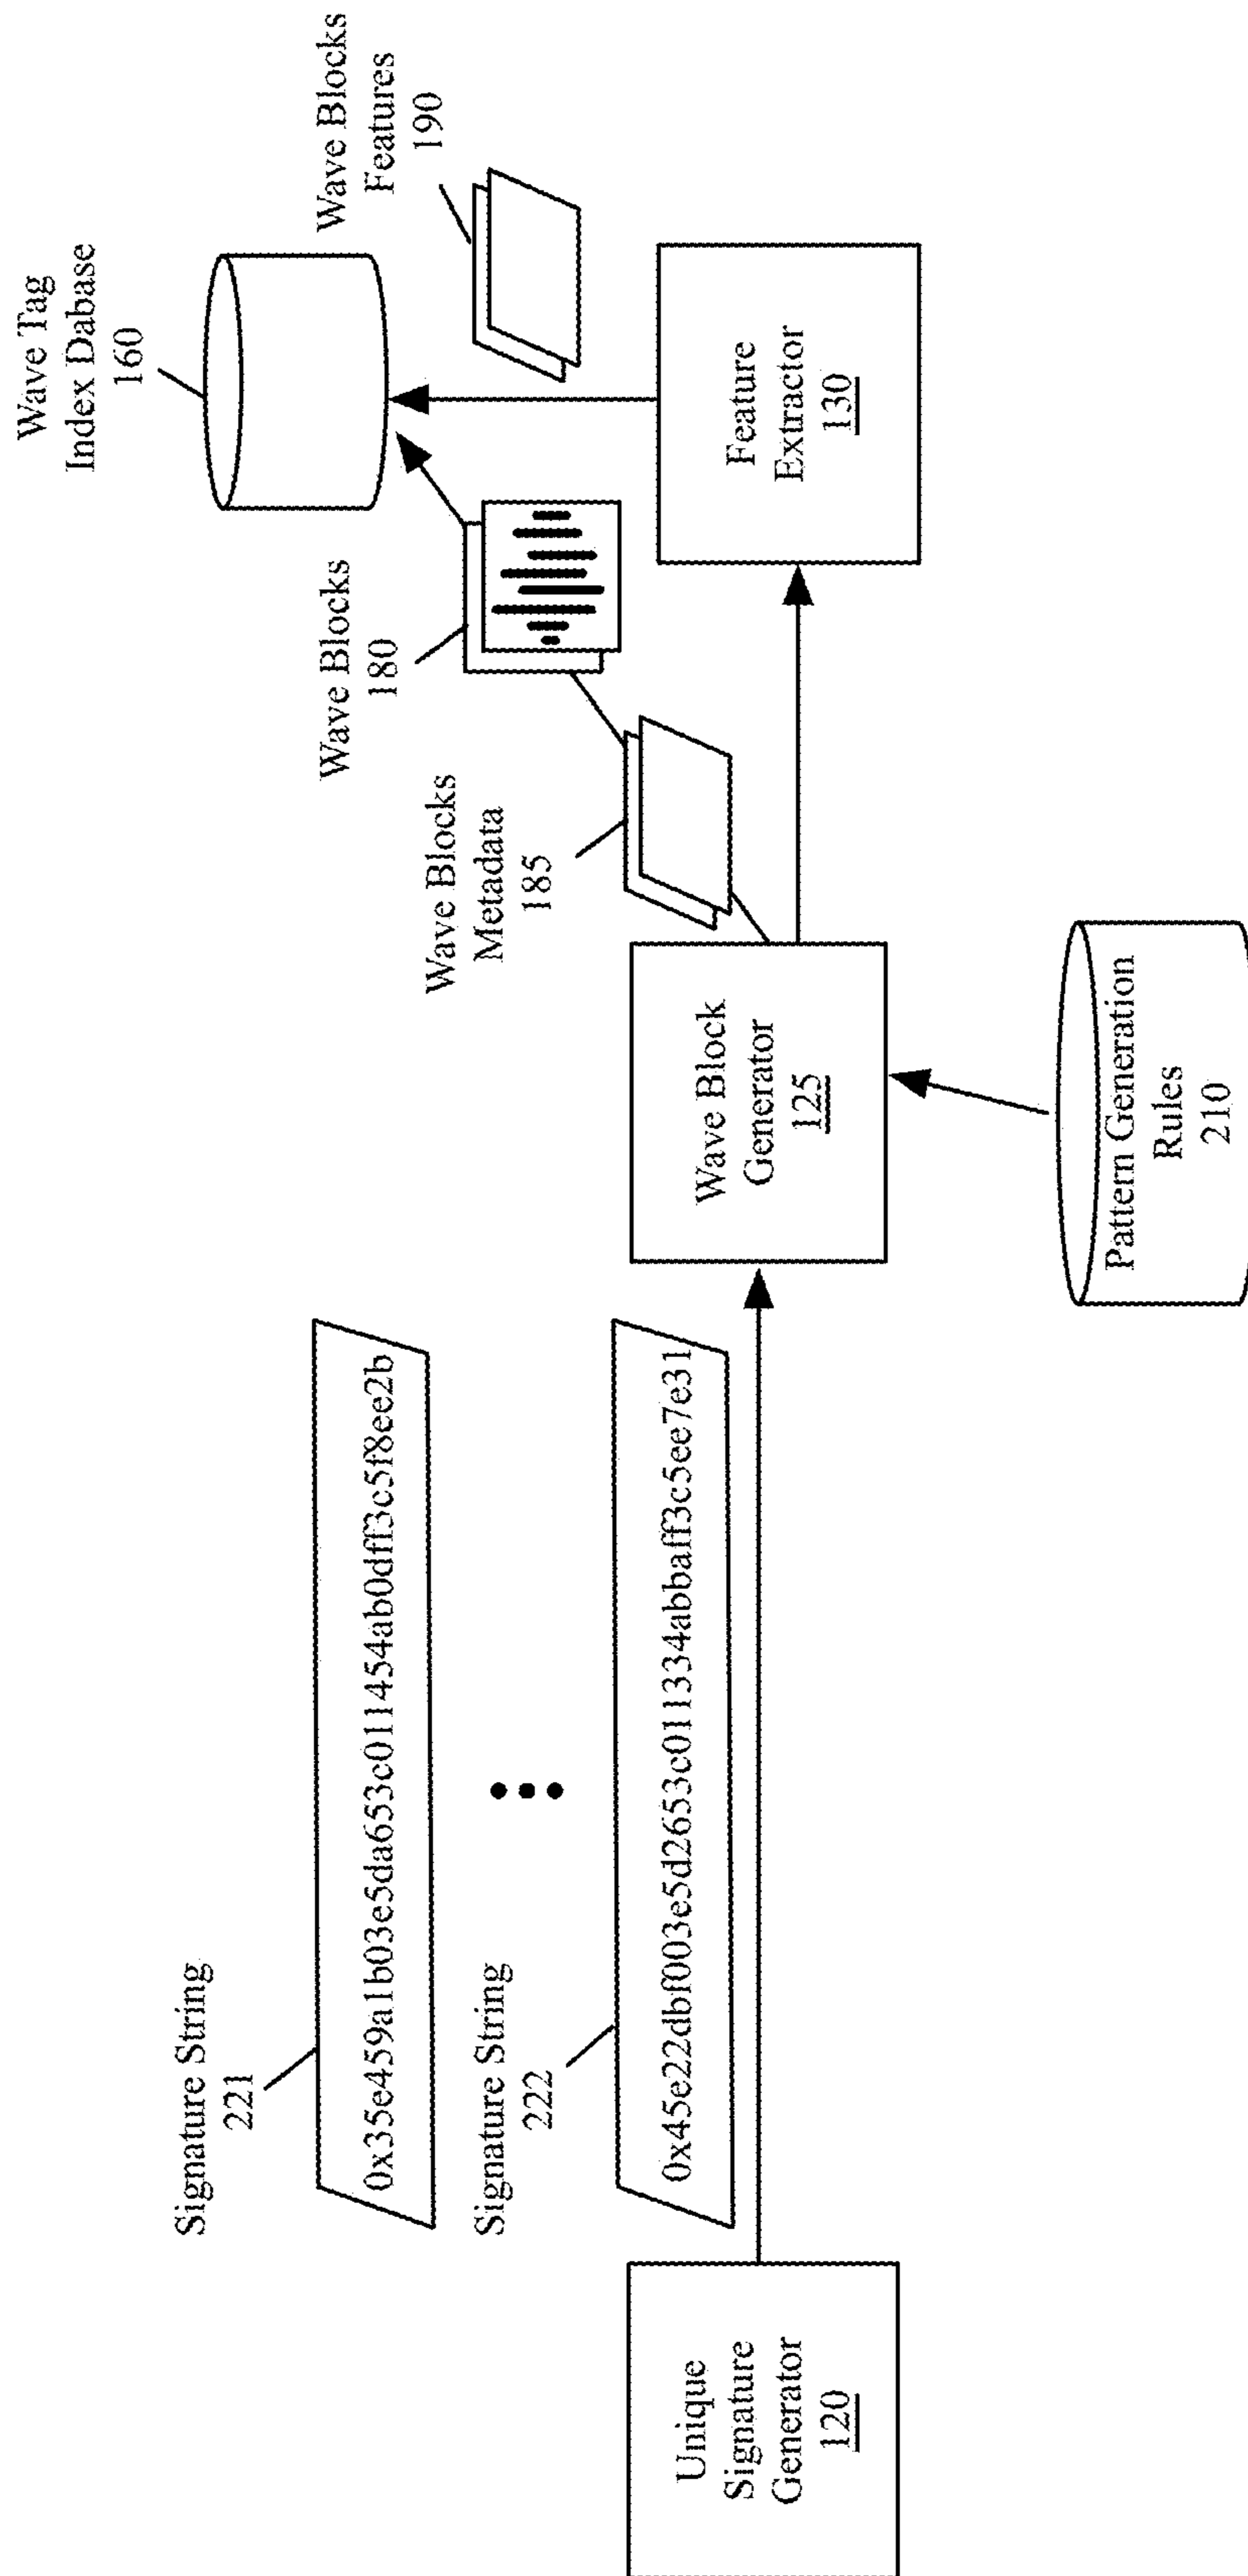 Signature String
221
0x35e459a1b03e5da653c011454ab0dff3c5f8ee2b
Signature String
222
0x45e22dbf003e5d2653c011334abbaff3c5ee7e31
Unique
Signature
Generator
120
Wave Block
Generator
125
Pattern Generation
Rules
210
Wave Blocks
Metadata
185
Wave Blocks
180
Wave Tag
Index Dabase
160
Wave Blocks
Features
190
Feature
Extractor
130